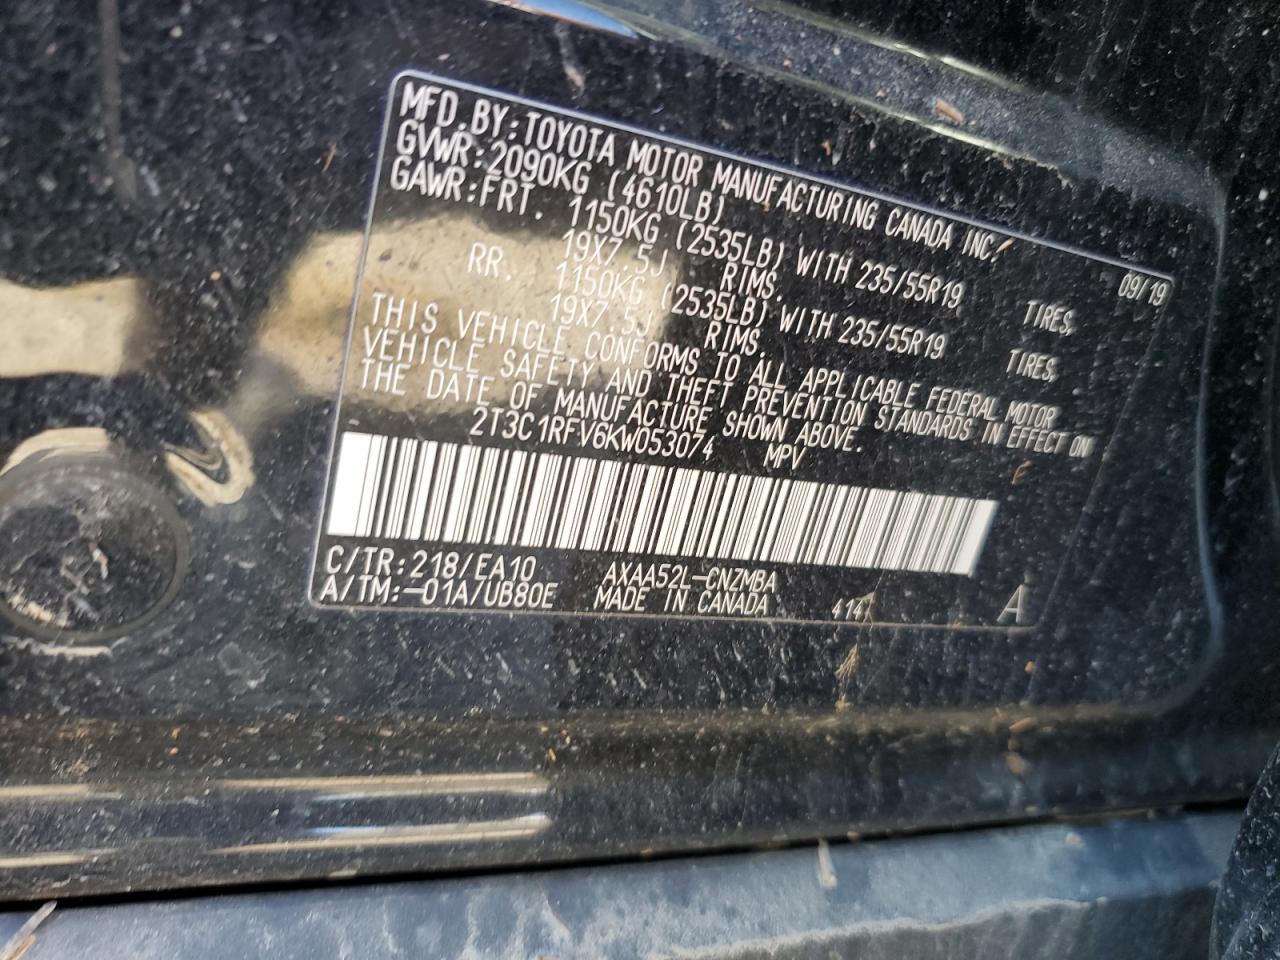 MFD.BY:TOYOTA MOTOR MANUFACTURING CANADA INC. 09/19
GVWR:2090KG (4610LB)
GAWR:FRT. 1150KG (2535LB) WITH 235/55R19 TIRES,
19X7.5J RIMS.
RR. 1150KG (2535LB) WITH 235/55R19 TIRES,
19X7.5J RIMS.
THIS VEHICLE CONFORMS TO ALL APPLICABLE FEDERAL MOTOR
VEHICLE SAFETY AND THEFT PREVENTION STANDARDS IN EFFECT ON
THE DATE OF MANUFACTURE SHOWN ABOVE.
2T3C1RFV6KW053074 MPV
C/TR:218/EA10 AXAA52L-CNZMBA
A/TM:-01A/UB80E MADE IN CANADA 414 A